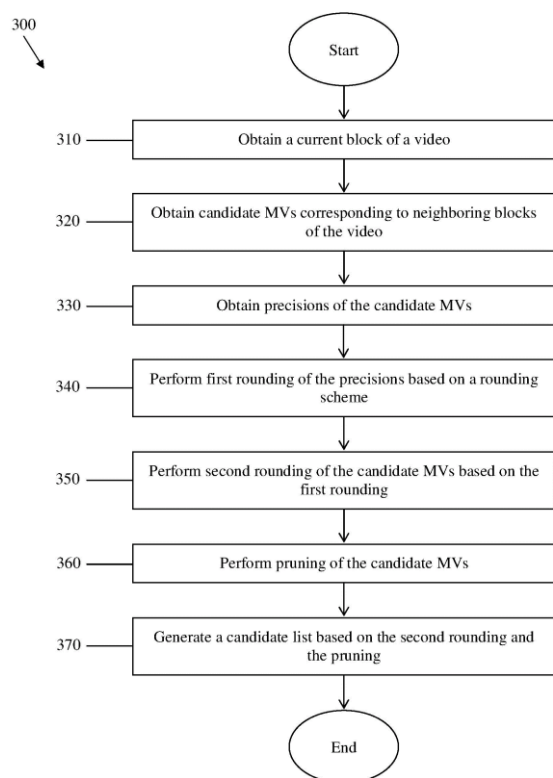 300
Start
310
Obtain a current block of a video
320
Obtain candidate MVs corresponding to neighboring blocks
of the video
330
Obtain precisions of the candidate MVs
340
Perform first rounding of the precisions based on a rounding
scheme
350
Perform second rounding of the candidate MVs based on the
first rounding
360
Perform pruning of the candidate MVs
370
Generate a candidate list based on the second rounding and
the pruning
End